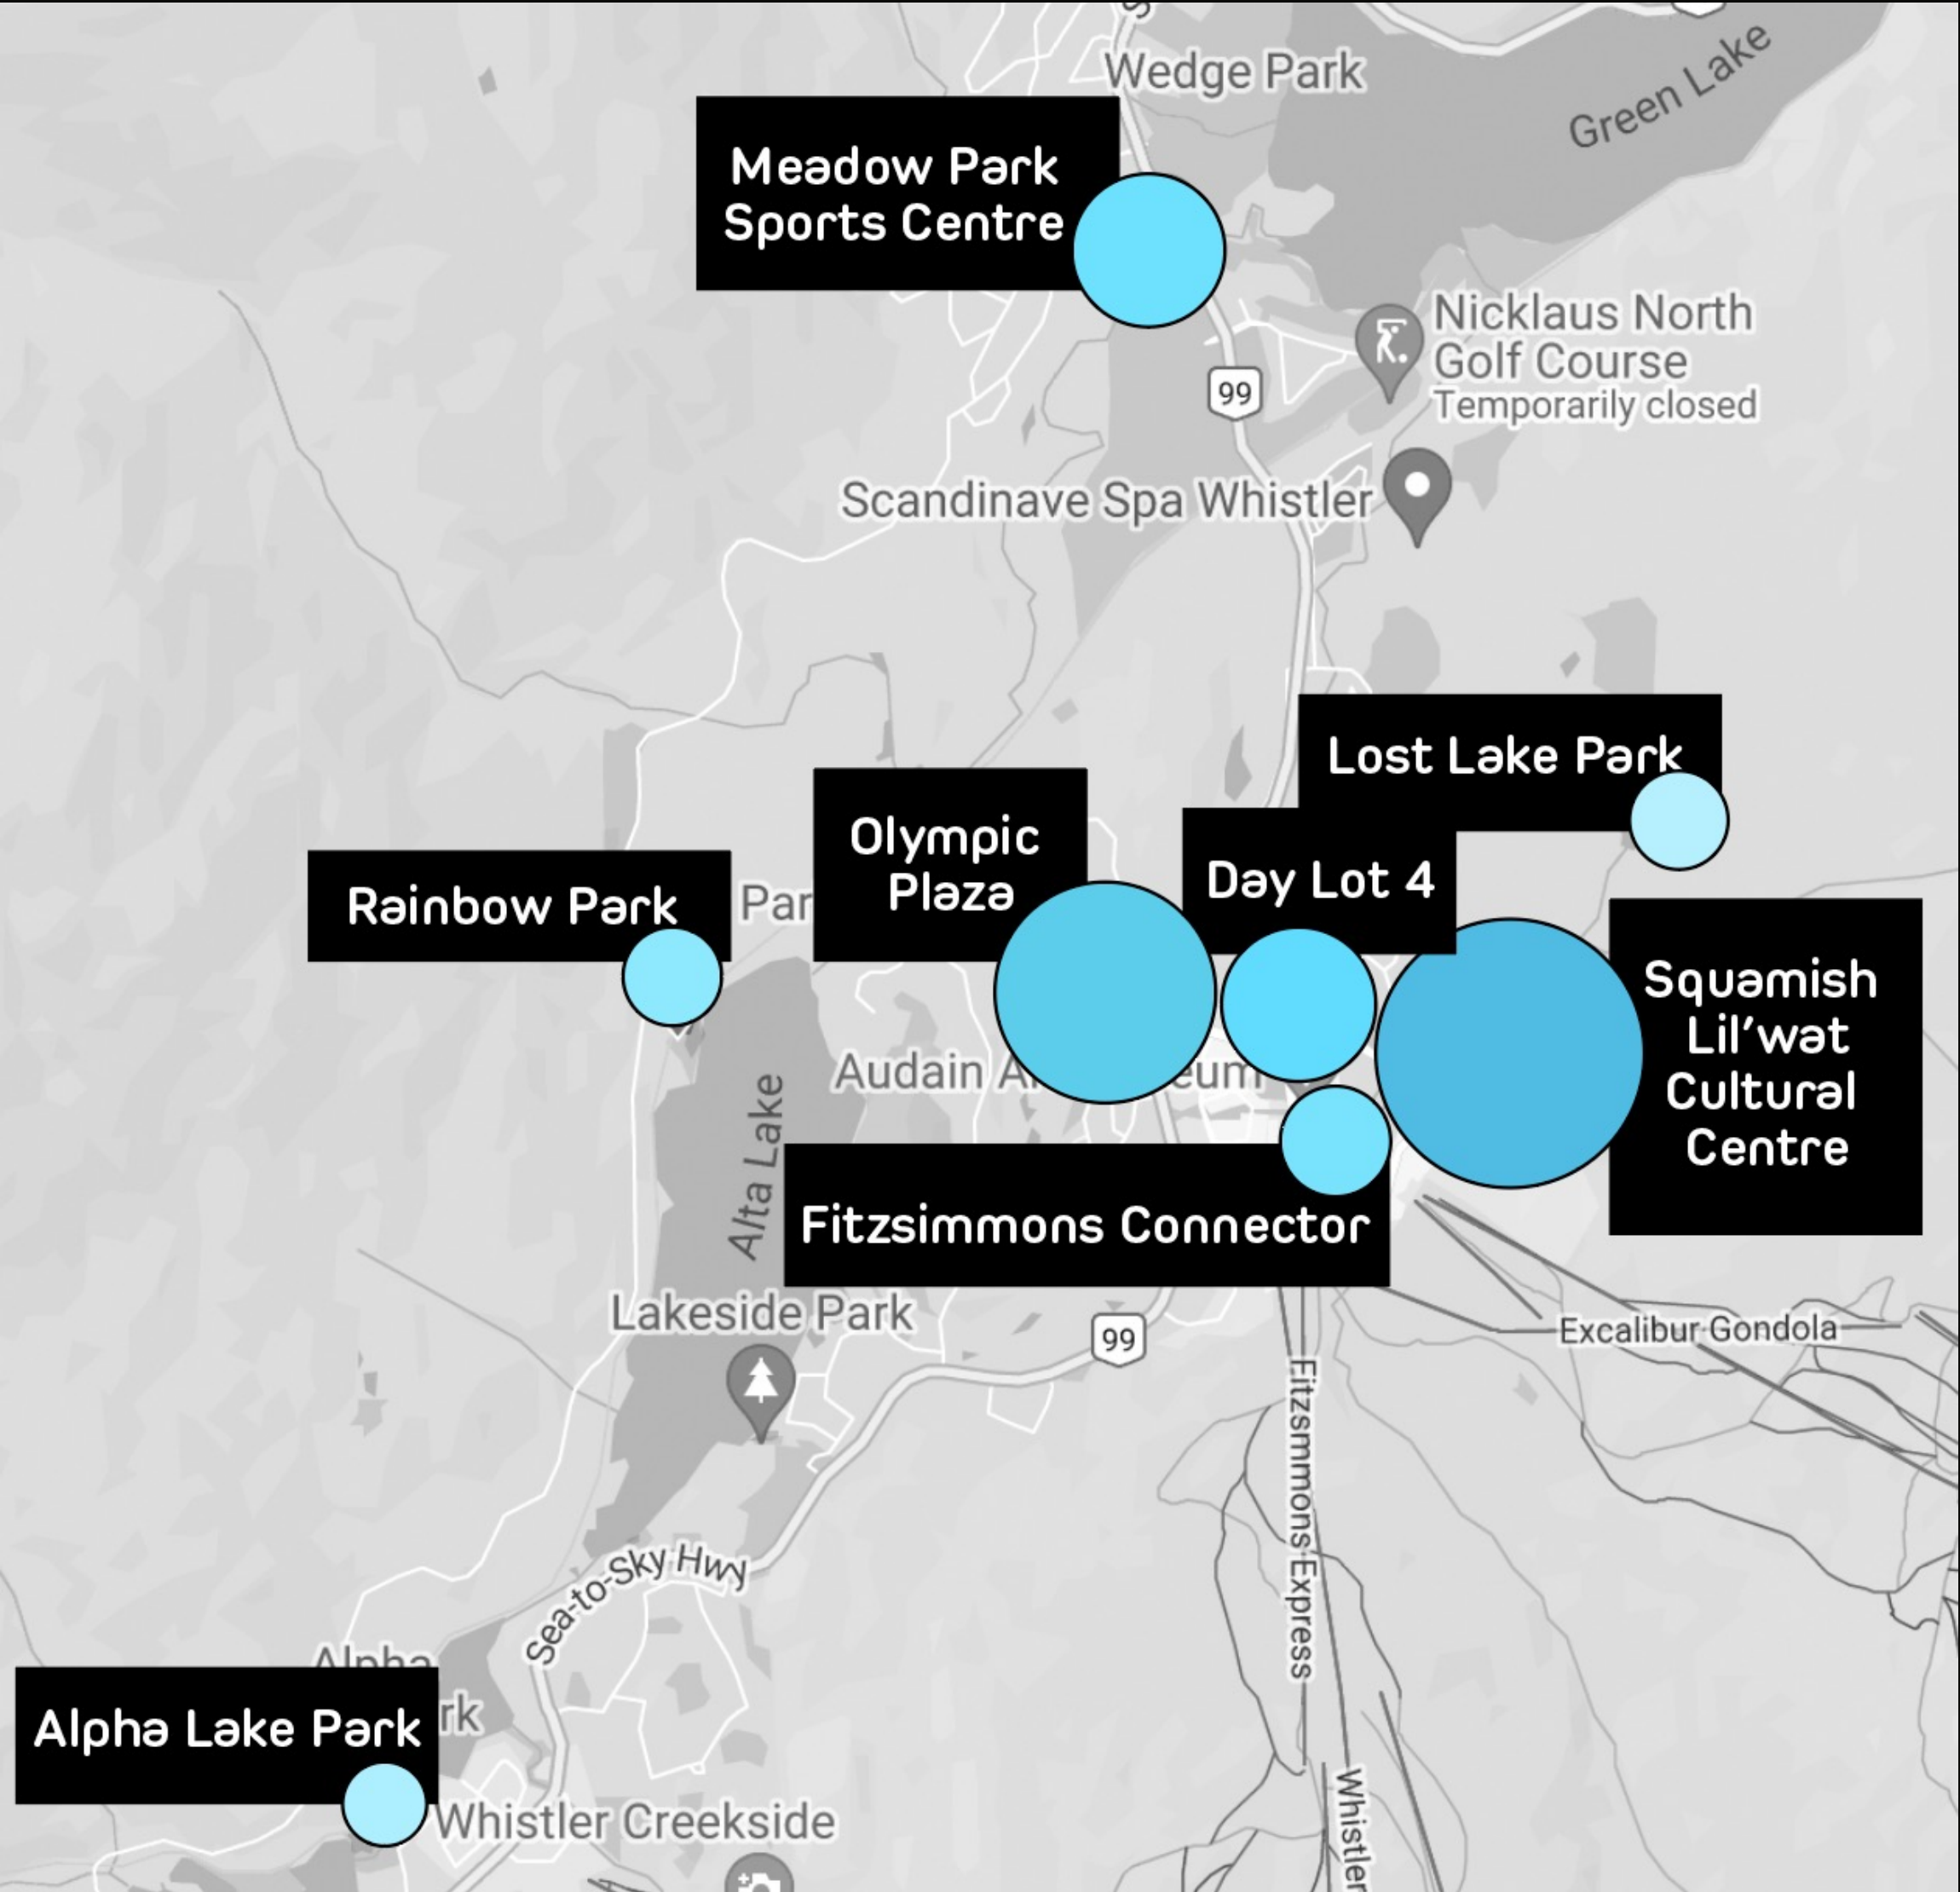 Wedge Park
Green Lake
Meadow Park
Sports Centre
Nicklaus North
Golf Course
Temporarily closed
99
Scandinave Spa Whistler
Lost Lake Park
Olympic
Plaza
Day Lot 4
Rainbow Park
Par
Squamish
Lil'wat
Cultural
Centre
Audain A
eum
Alta Lake
Fitzsimmons Connector
Lakeside Park
99
Excalibur Gondola
Fitzsmmons Express
Sea-to-Sky Hwy
Alpha
rk
Alpha Lake Park
Whistler Creekside
Whistler